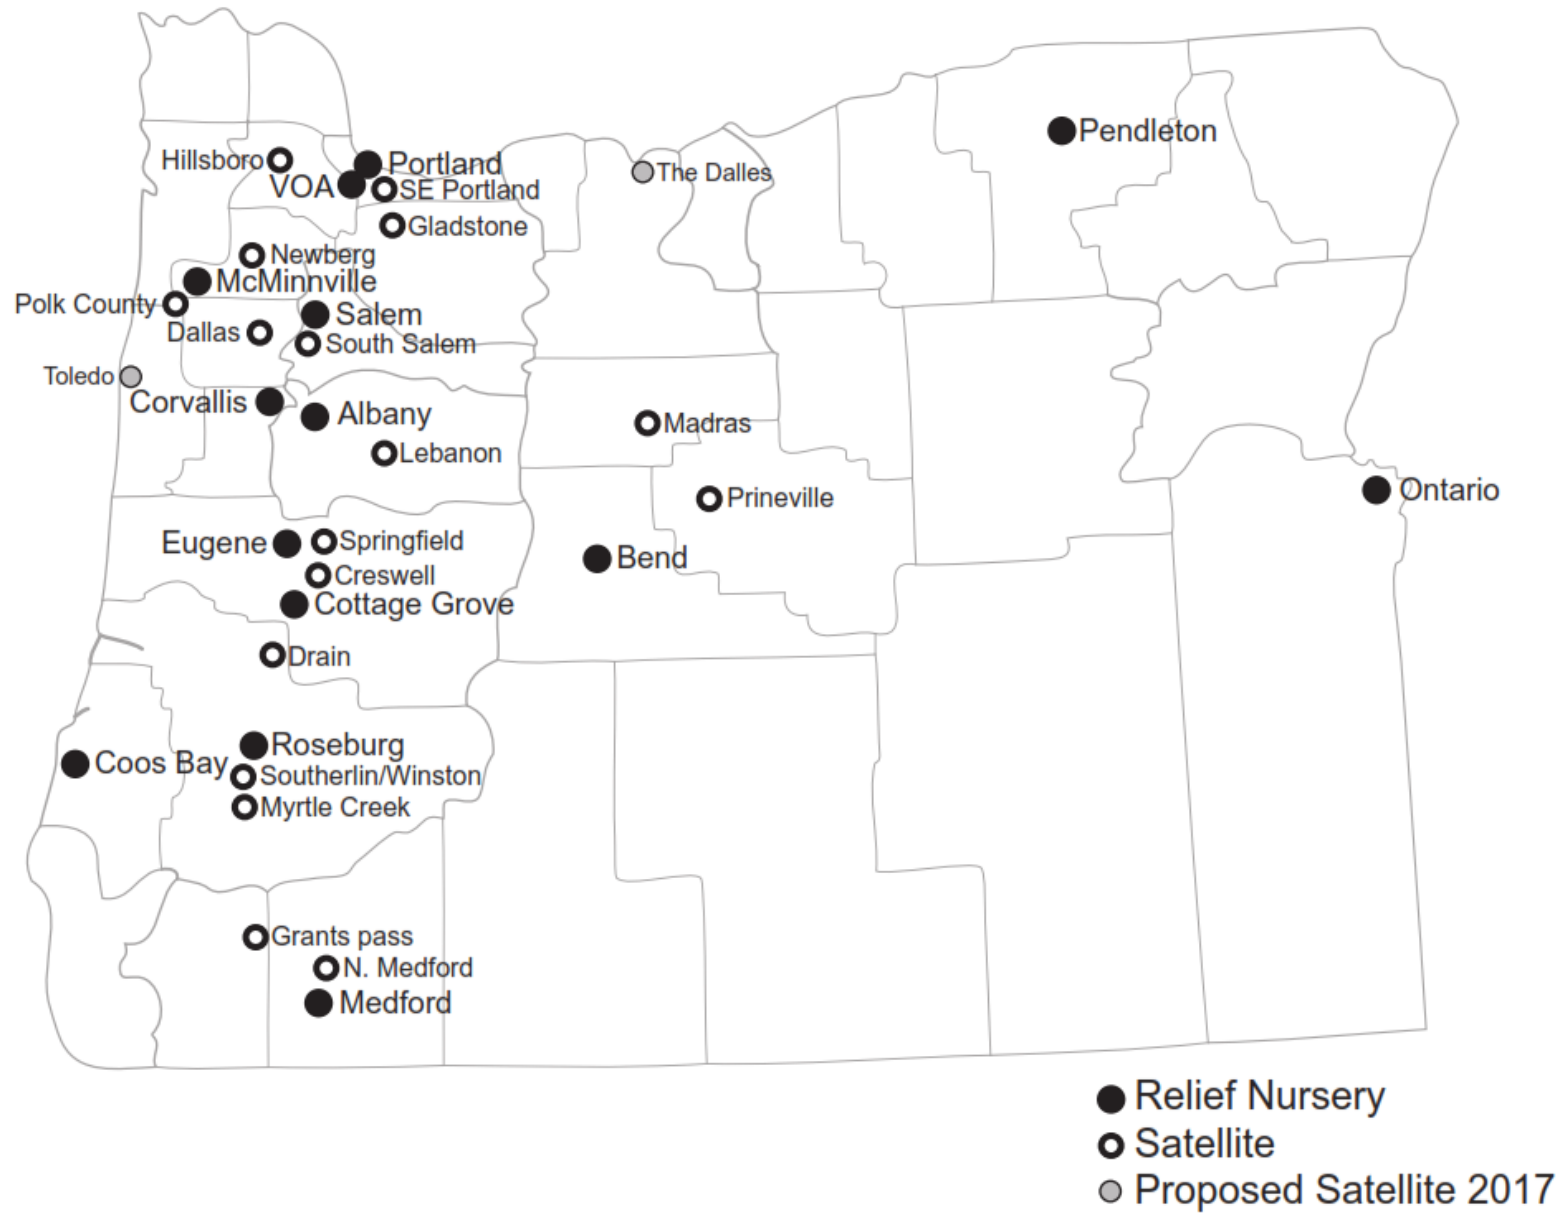 Pendleton
Hillsboro
Portland
The Dalles
VOA
SE Portland
Gladstone
Newberg
McMinnville
Polk County
Salem
Dallas
South Salem
Toledo
Corvallis
Albany
Madras
Lebanon
Ontario
Prineville
Eugene
Springfield
Bend
Creswell
Cottage Grove
Drain
Roseburg
Coos Bay
Southerlin/Winston
Myrtle Creek
Grants pass
N. Medford
Medford
Relief Nursery
Satellite
Proposed Satellite 2017